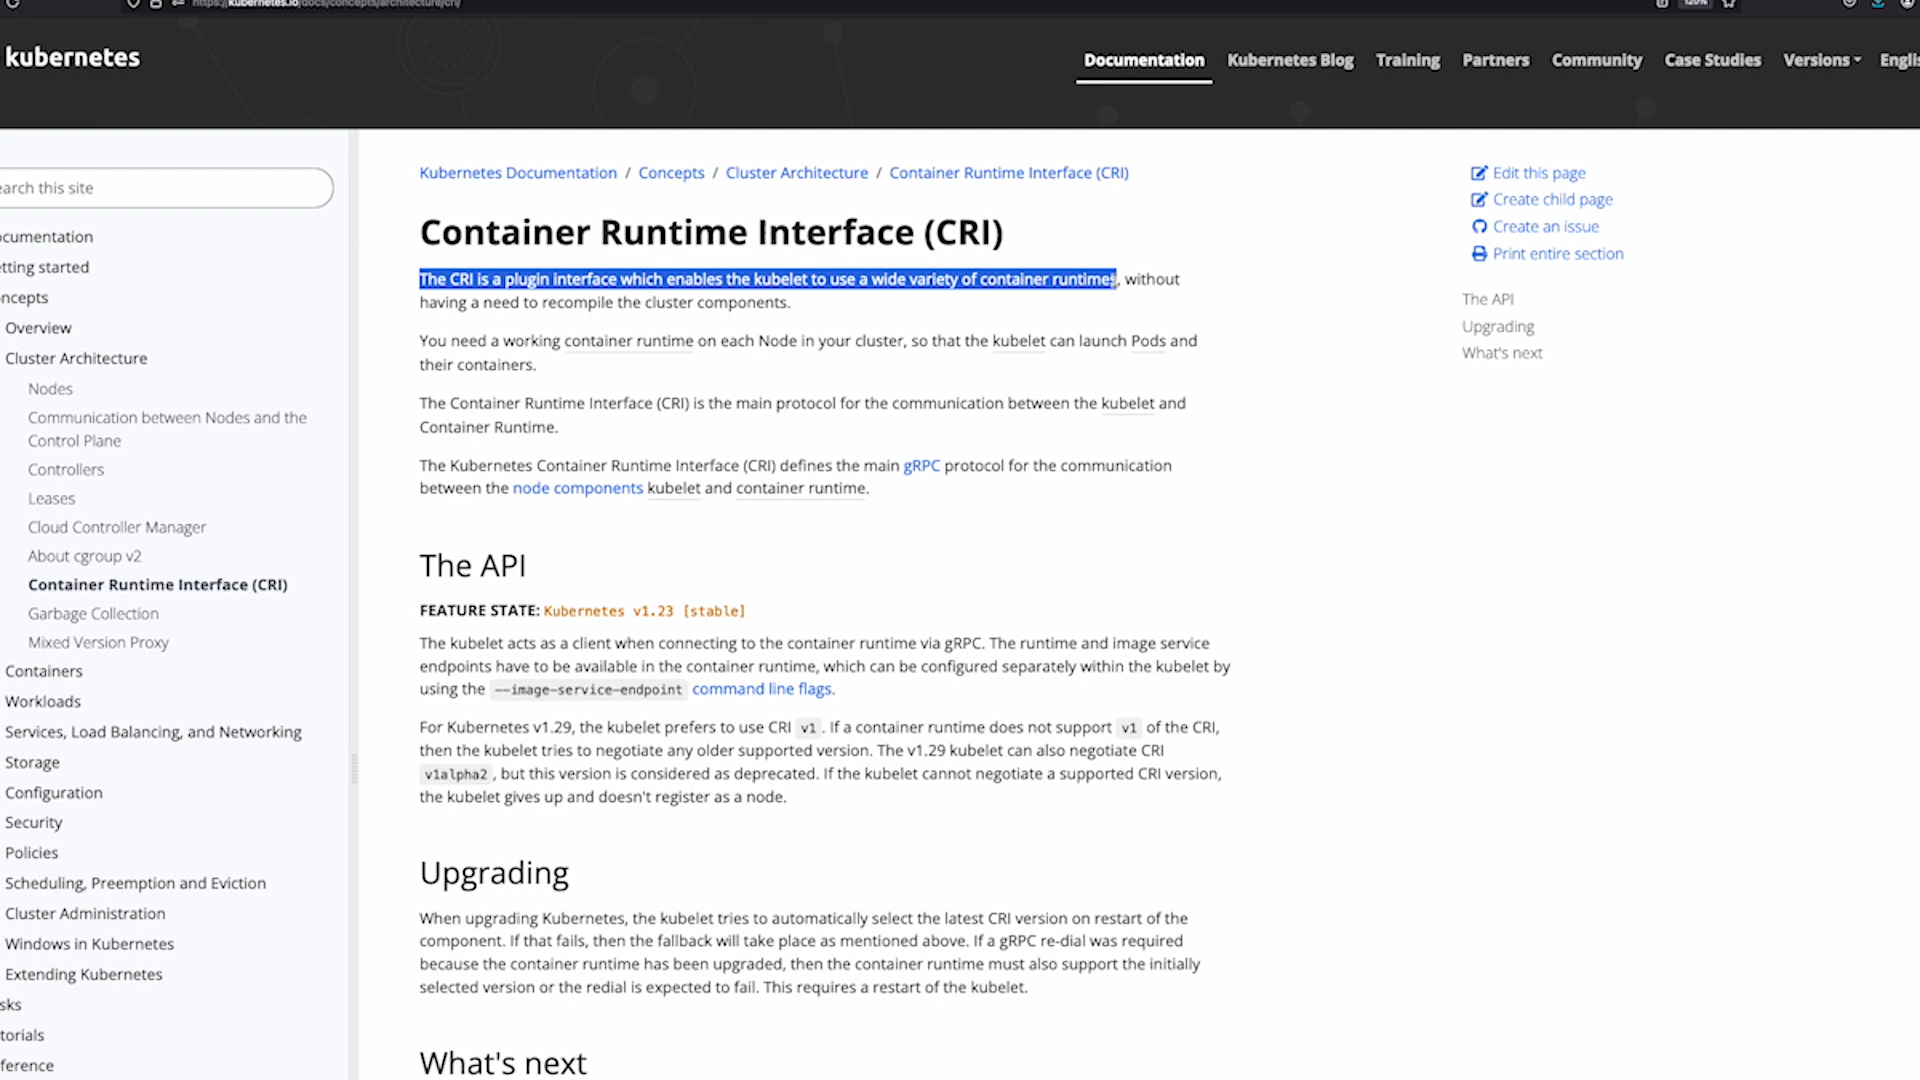 https://kubernetes.io/docs/concepts/architecture/cri/
120%
kubernetes
Documentation
Kubernetes Blog
Training
Partners
Community
Case Studies
Versions
Englis
earch this site
ocumentation
etting started
ncepts
Overview
Cluster Architecture
Nodes
Communication between Nodes and the
Control Plane
Controllers
Leases
Cloud Controller Manager
About cgroup v2
Container Runtime Interface (CRI)
Garbage Collection
Mixed Version Proxy
Containers
Workloads
Services, Load Balancing, and Networking
Storage
Configuration
Security
Policies
Scheduling, Preemption and Eviction
Cluster Administration
Windows in Kubernetes
Extending Kubernetes
sks
torials
ference
Kubernetes Documentation / Concepts / Cluster Architecture / Container Runtime Interface (CRI)
Container Runtime Interface (CRI)
The CRI is a plugin interface which enables the kubelet to use a wide variety of container runtimes, without
having a need to recompile the cluster components.
You need a working container runtime on each Node in your cluster, so that the kubelet can launch Pods and
their containers.
The Container Runtime Interface (CRI) is the main protocol for the communication between the kubelet and
Container Runtime.
The Kubernetes Container Runtime Interface (CRI) defines the main gRPC protocol for the communication
between the node components kubelet and container runtime.
The API
FEATURE STATE: Kubernetes v1.23 [stable]
The kubelet acts as a client when connecting to the container runtime via gRPC. The runtime and image service
endpoints have to be available in the container runtime, which can be configured separately within the kubelet by
using the --image-service-endpoint command line flags.
For Kubernetes v1.29, the kubelet prefers to use CRI v1. If a container runtime does not support v1 of the CRI,
then the kubelet tries to negotiate any older supported version. The v1.29 kubelet can also negotiate CRI
v1alpha2, but this version is considered as deprecated. If the kubelet cannot negotiate a supported CRI version,
the kubelet gives up and doesn't register as a node.
Upgrading
When upgrading Kubernetes, the kubelet tries to automatically select the latest CRI version on restart of the
component. If that fails, then the fallback will take place as mentioned above. If a gRPC re-dial was required
because the container runtime has been upgraded, then the container runtime must also support the initially
selected version or the redial is expected to fail. This requires a restart of the kubelet.
What's next
Edit this page
Create child page
Create an issue
Print entire section
The API
Upgrading
What's next